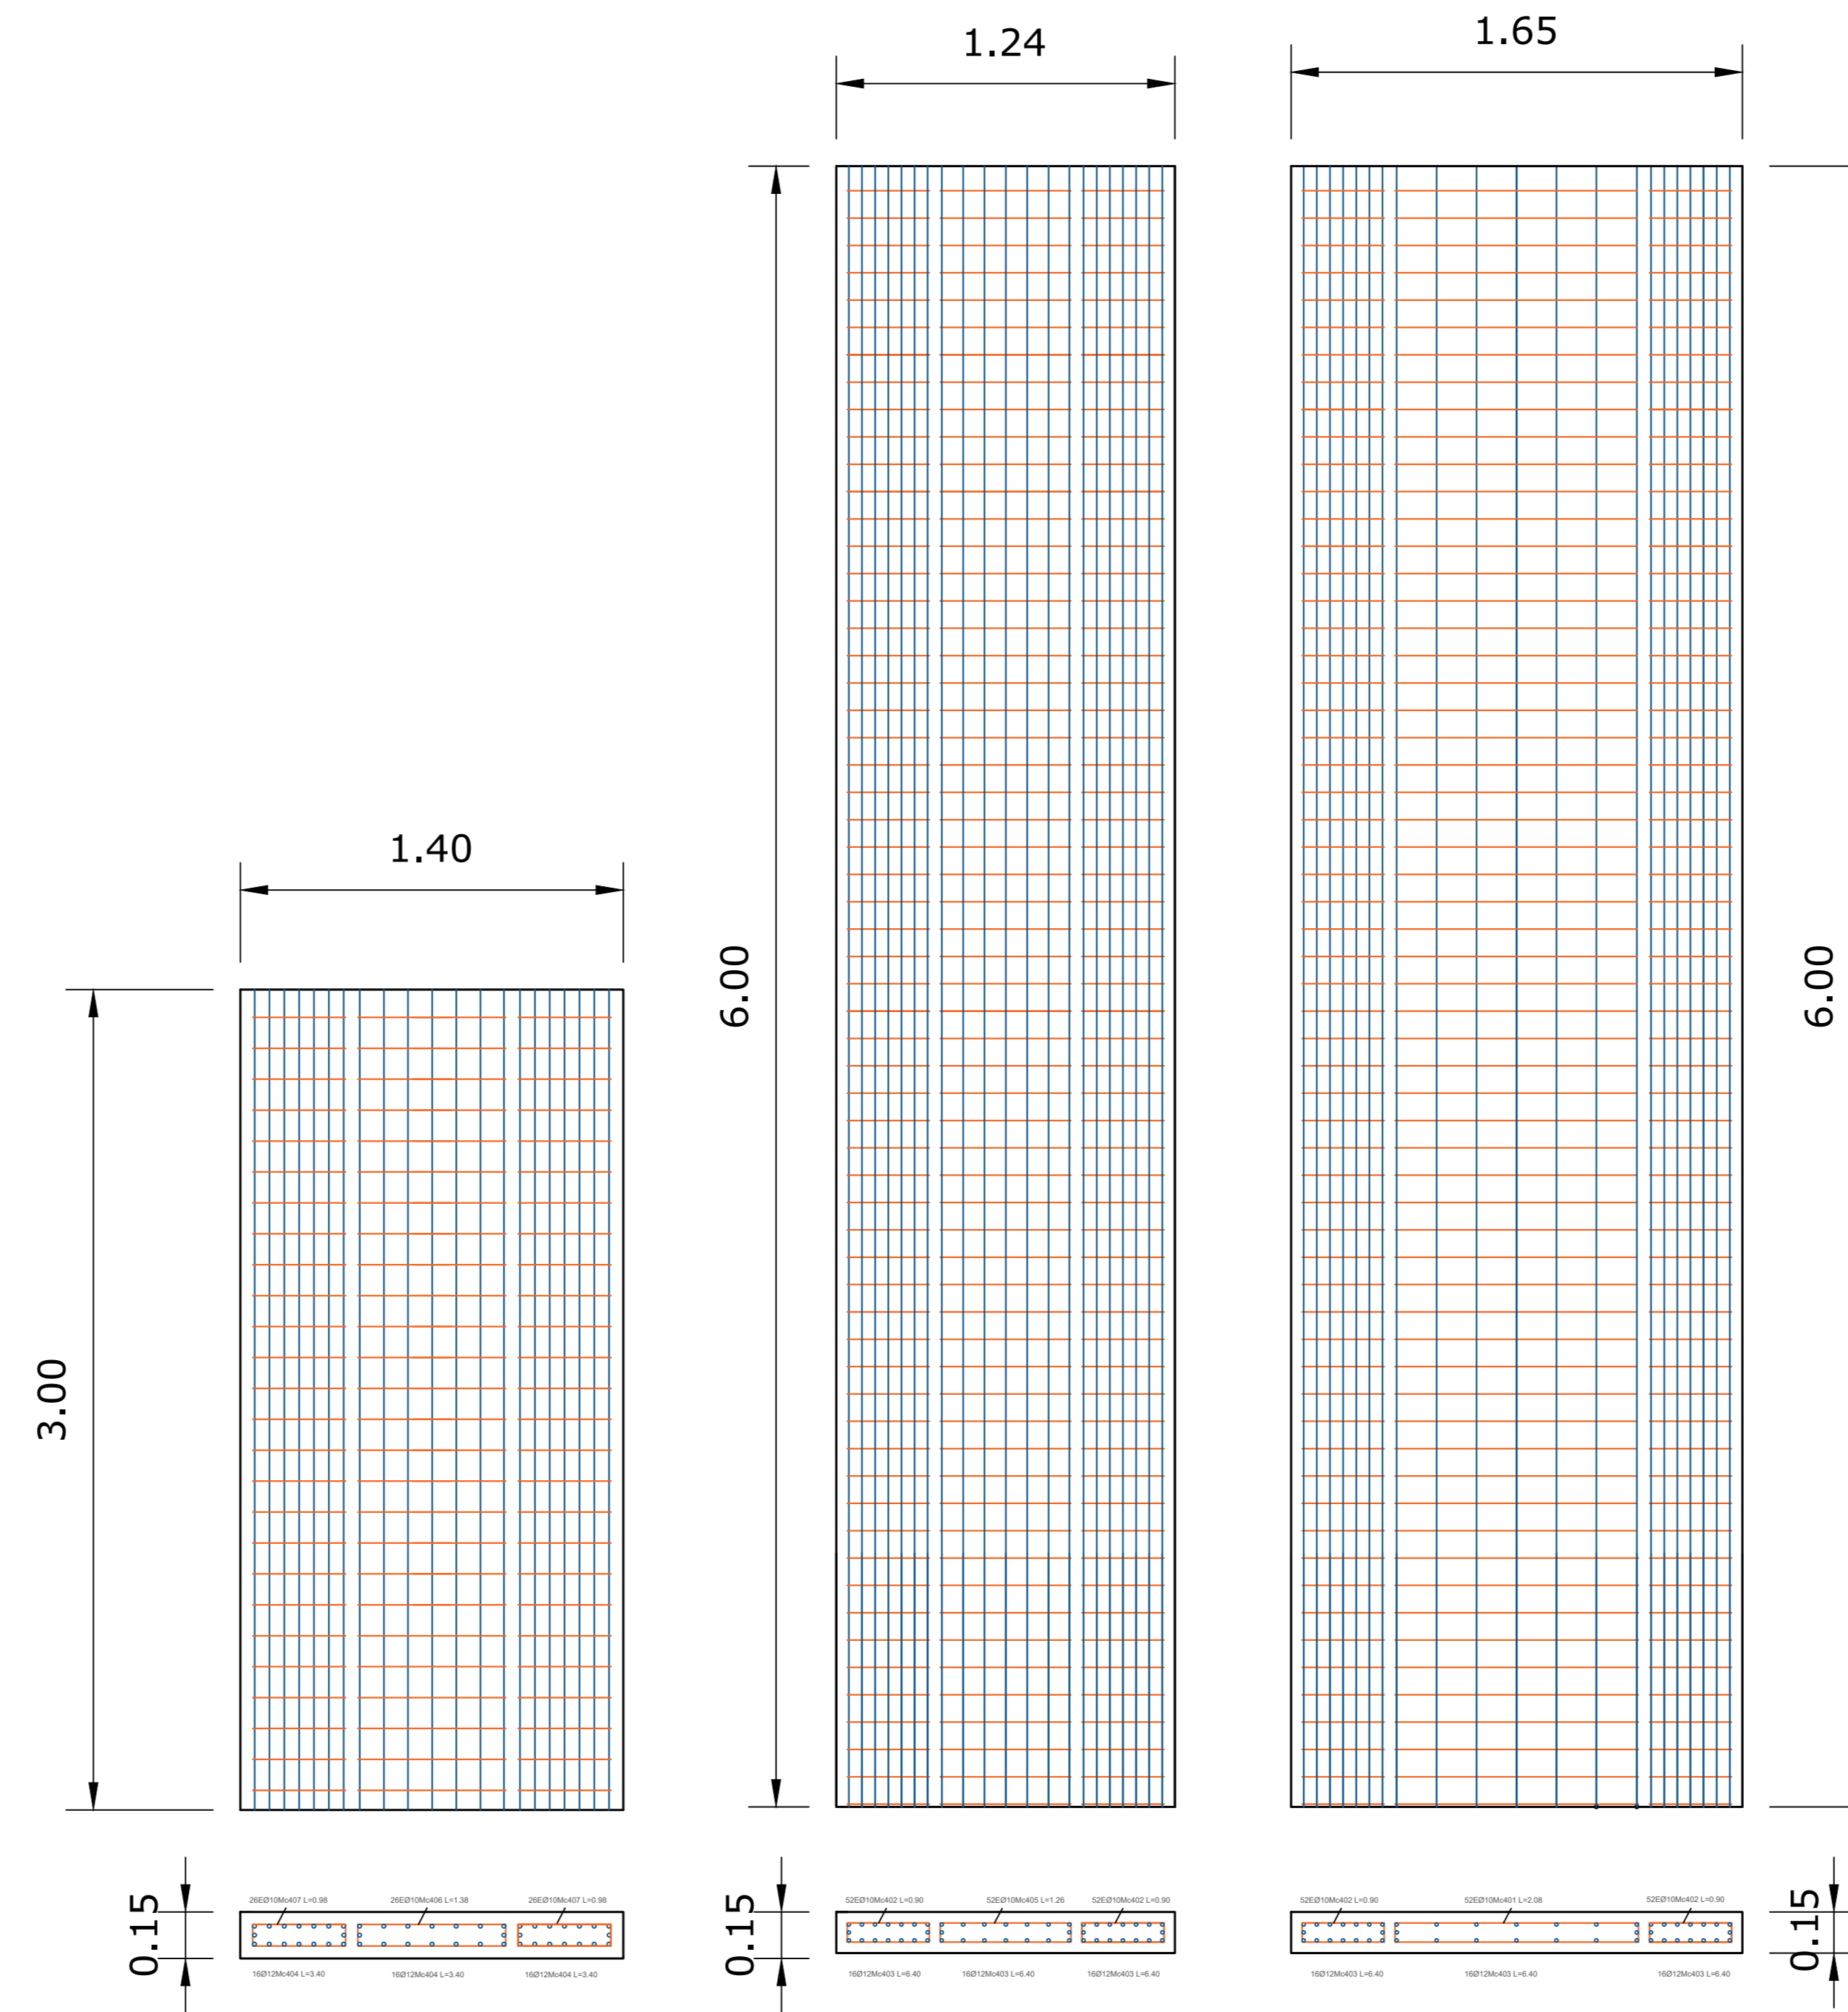 1.65
1.24
1.40
6.00
6.00
3.00
26EØ10Mc407 L=0.98
26EØ10Mc406 L=1.38
26EØ10Mc407 L=0.98
52EØ10Mc402 L=0.90
52EØ10Mc405 L=1.26
52EØ10Mc402 L=0.90
52EØ10Mc402 L=0.90
52EØ10Mc401 L=2.08
52EØ10Mc402 L=0.90
0.15
0.15
0.15
16Ø12Mc404 L=3.40
16Ø12Mc404 L=3.40
16Ø12Mc404 L=3.40
16Ø12Mc403 L=6.40
16Ø12Mc403 L=6.40
16Ø12Mc403 L=6.40
16Ø12Mc403 L=6.40
16Ø12Mc403 L=6.40
16Ø12Mc403 L=6.40